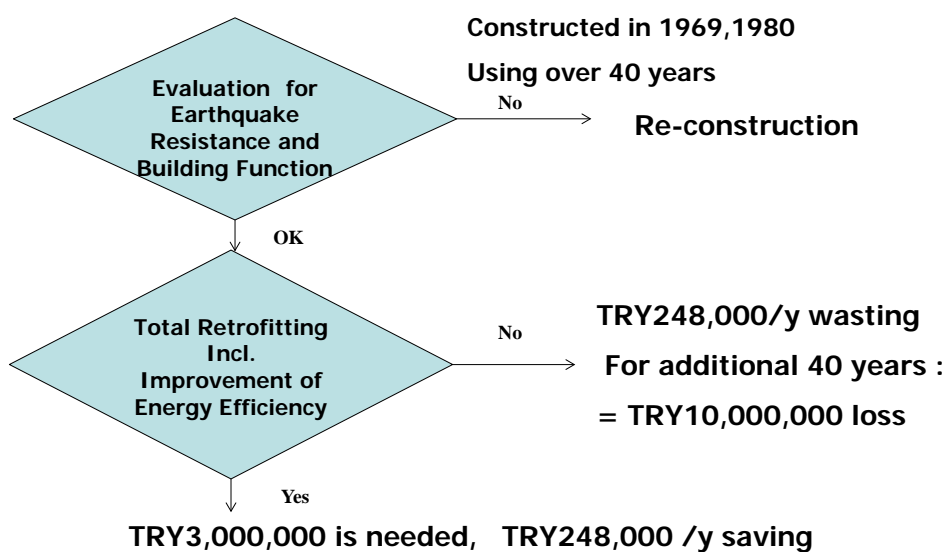 Constructed in 1969,1980
Using over 40 years
Evaluation for
Earthquake
Resistance and
Building Function
No
Re-construction
OK
Total Retrofitting
Incl.
Improvement of
Energy Efficiency
No
TRY248,000/y wasting
For additional 40 years :
= TRY10,000,000 loss
Yes
TRY3,000,000 is needed, TRY248,000 /y saving